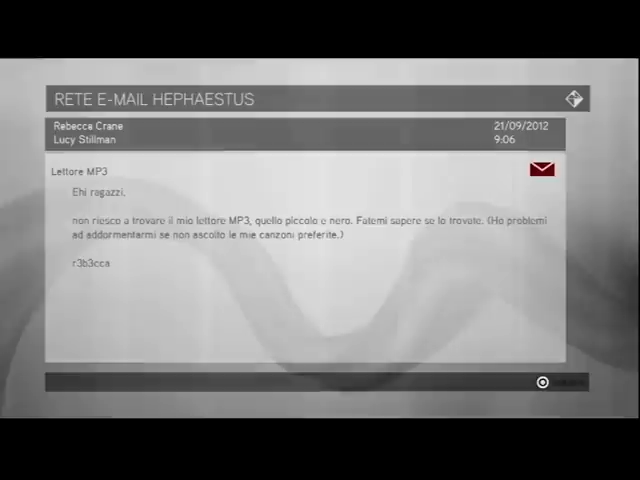 RETE E-MAIL HEPHAESTUS
Rebecca Crane 21/09/2012
Lucy Stillman 9:06
Lettore MP3
Ehi ragazzi,
non riesco a trovare il mio lettore MP3, quello piccolo e nero. Fatemi sapere se lo trovate. (Ho problemi
ad addormentarmi se non ascolto le mie canzoni preferite.)
r3b3cca